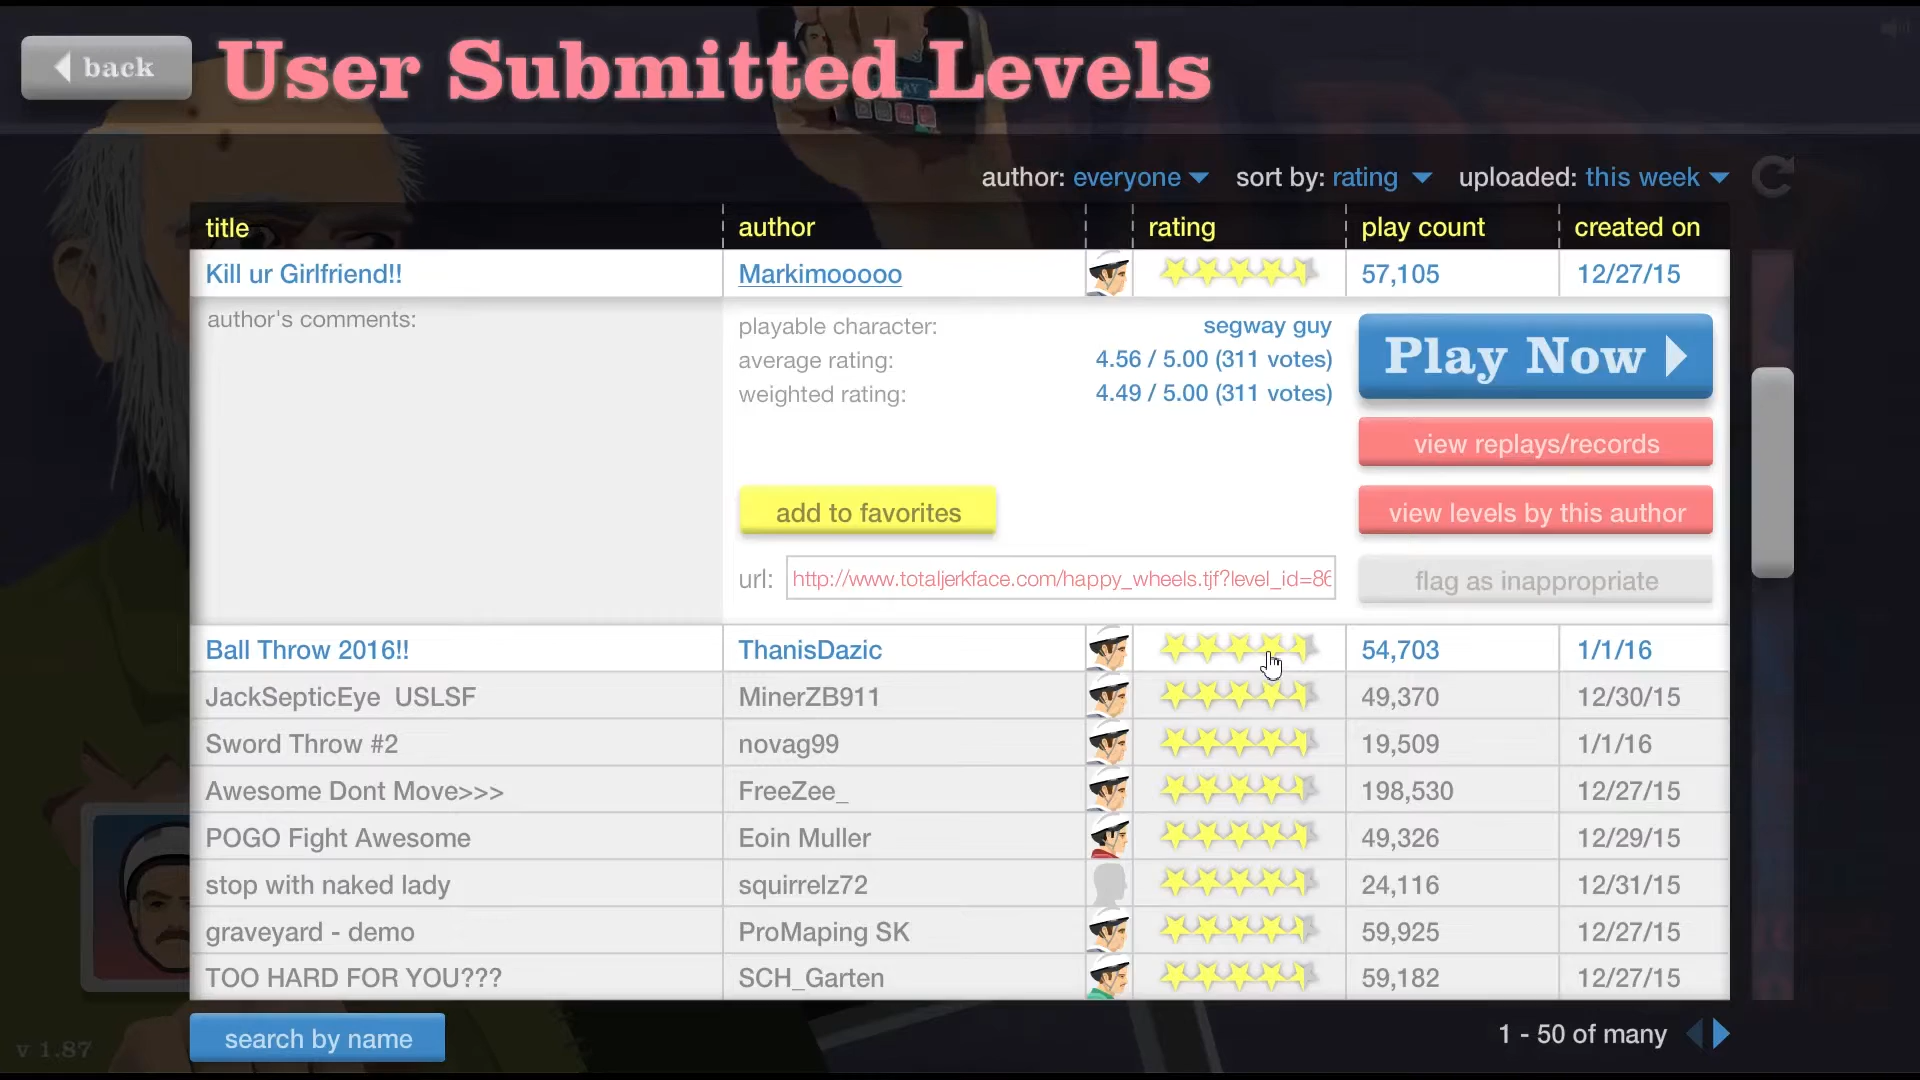 back
User Submitted Levels
author: everyone sort by: rating uploaded: this week
title author rating play count created on
Kill ur Girlfriend!! Markimooooo 57,105 12/27/15
author's comments:
playable character: segway guy
average rating: 4.56 / 5.00 (311 votes)
weighted rating: 4.49 / 5.00 (311 votes)
Play Now
view replays/records
add to favorites
view levels by this author
url: http://www.totaljerkface.com/happy_wheels.tjf?level_id=86
flag as inappropriate
Ball Throw 2016!! ThanisDazic 54,703 1/1/16
JackSepticEye  USLSF MinerZB911 49,370 12/30/15
Sword Throw #2 novag99 19,509 1/1/16
Awesome Dont Move>>> FreeZee_ 198,530 12/27/15
POGO Fight Awesome Eoin Muller 49,326 12/29/15
stop with naked lady squirrelz72 24,116 12/31/15
graveyard - demo ProMaping SK 59,925 12/27/15
TOO HARD FOR YOU??? SCH_Garten 59,182 12/27/15
search by name
1 - 50 of many
v 1.87